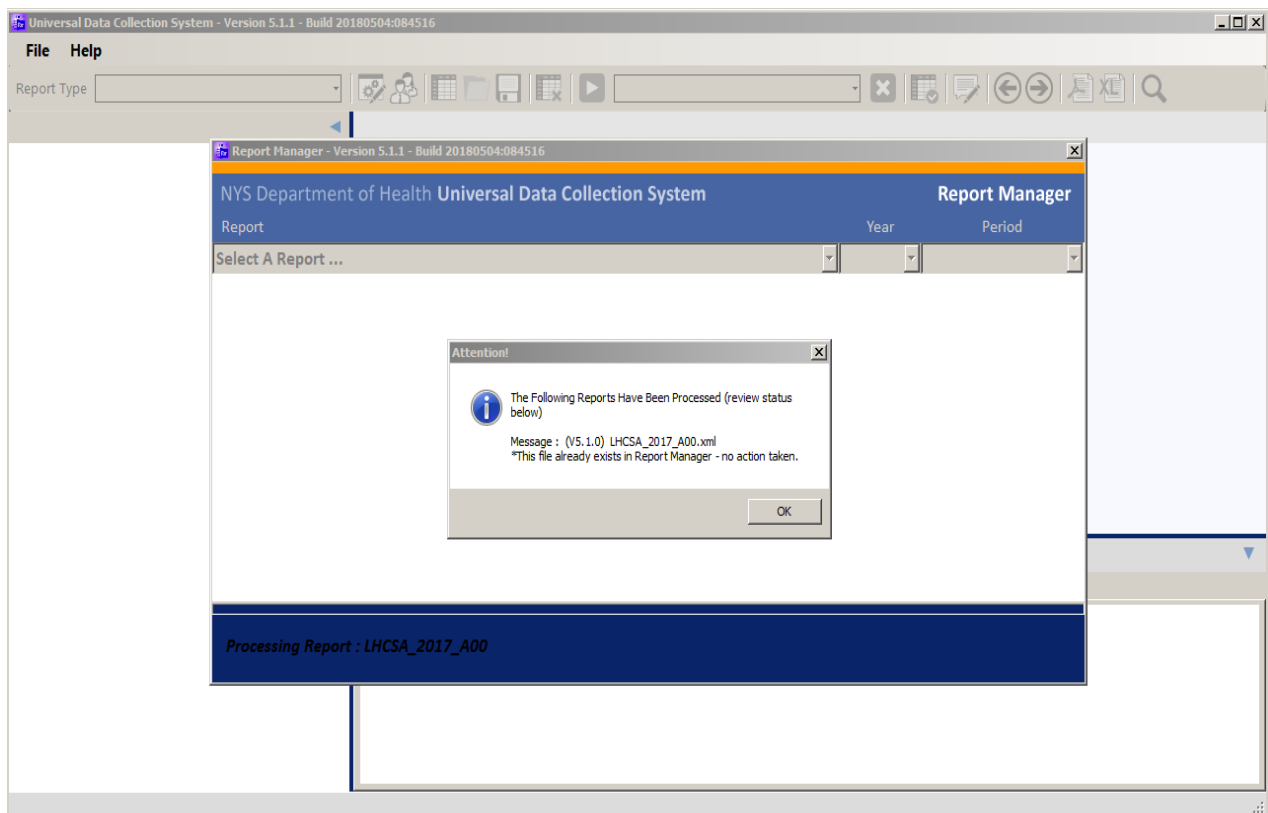 Universal Data Collection System - Version 5.1.1 - Build 20180504:084516
File Help
Report Type
Report Manager - Version 5.1.1 - Build 20180504:084516
NYS Department of Health Universal Data Collection System Report Manager
Report Year Period
Select A Report ...
Attention!
The Following Reports Have Been Processed (review status
below)
Message : (V5.1.0) LHCSA_2017_A00.xml
*This file already exists in Report Manager - no action taken.
OK
Processing Report : LHCSA_2017_A00